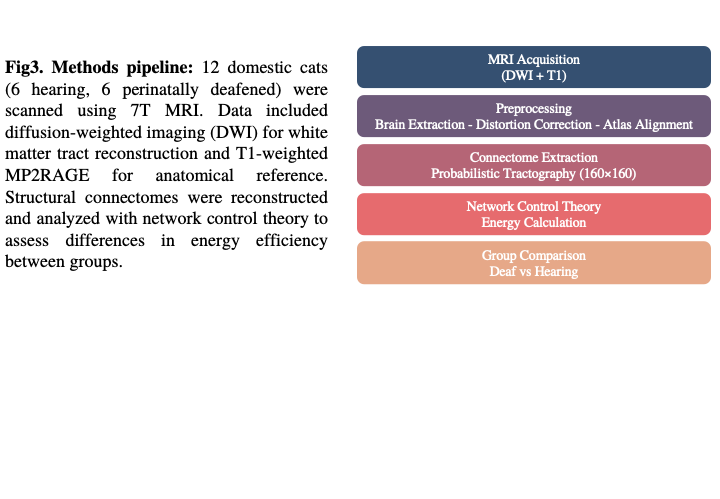 Fig3. Methods pipeline: 12 domestic cats
(6 hearing, 6 perinatally deafened) were
scanned using 7T MRI. Data included
diffusion-weighted imaging (DWI) for white
matter tract reconstruction and T1-weighted
MP2RAGE for anatomical reference.
Structural connectomes were reconstructed
and analyzed with network control theory to
assess differences in energy efficiency
between groups.
MRI Acquisition
(DWI + T1)
Preprocessing
Brain Extraction - Distortion Correction - Atlas Alignment
Connectome Extraction
Probabilistic Tractography (160×160)
Network Control Theory
Energy Calculation
Group Comparison
Deaf vs Hearing